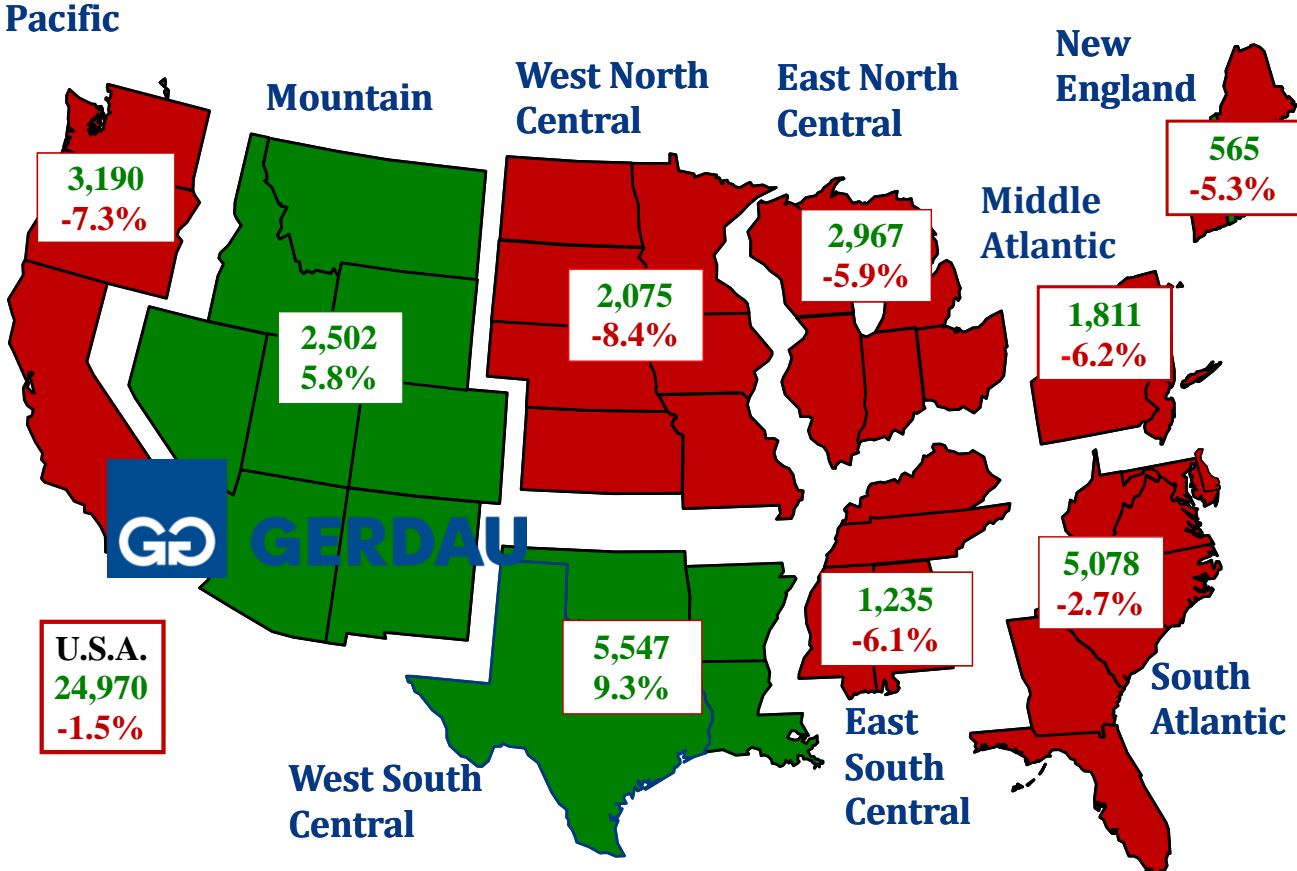 Pacific
3,190
-7.3%
Mountain
2,502
5.8%
West North
Central
2,075
-8.4%
East North
Central
2,967
-5.9%
New
England
565
-5.3%
Middle
Atlantic
1,811
-6.2%
GG GERDAU
U.S.A.
24,970
-1.5%
West South
Central
5,547
9.3%
1,235
-6.1%
East
South
Central
5,078
-2.7%
South
Atlantic